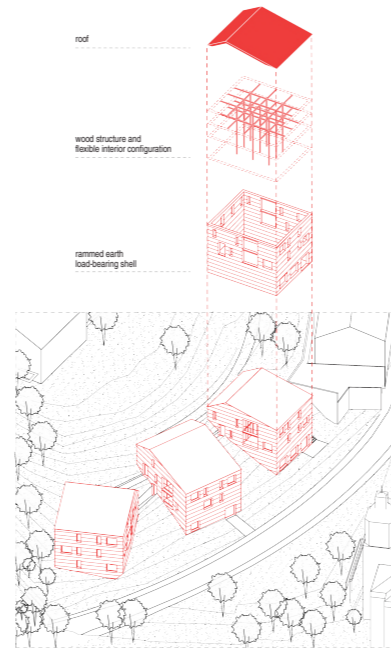 roof
wood structure and
flexible interior configuration
rammed earth
load-bearing shell